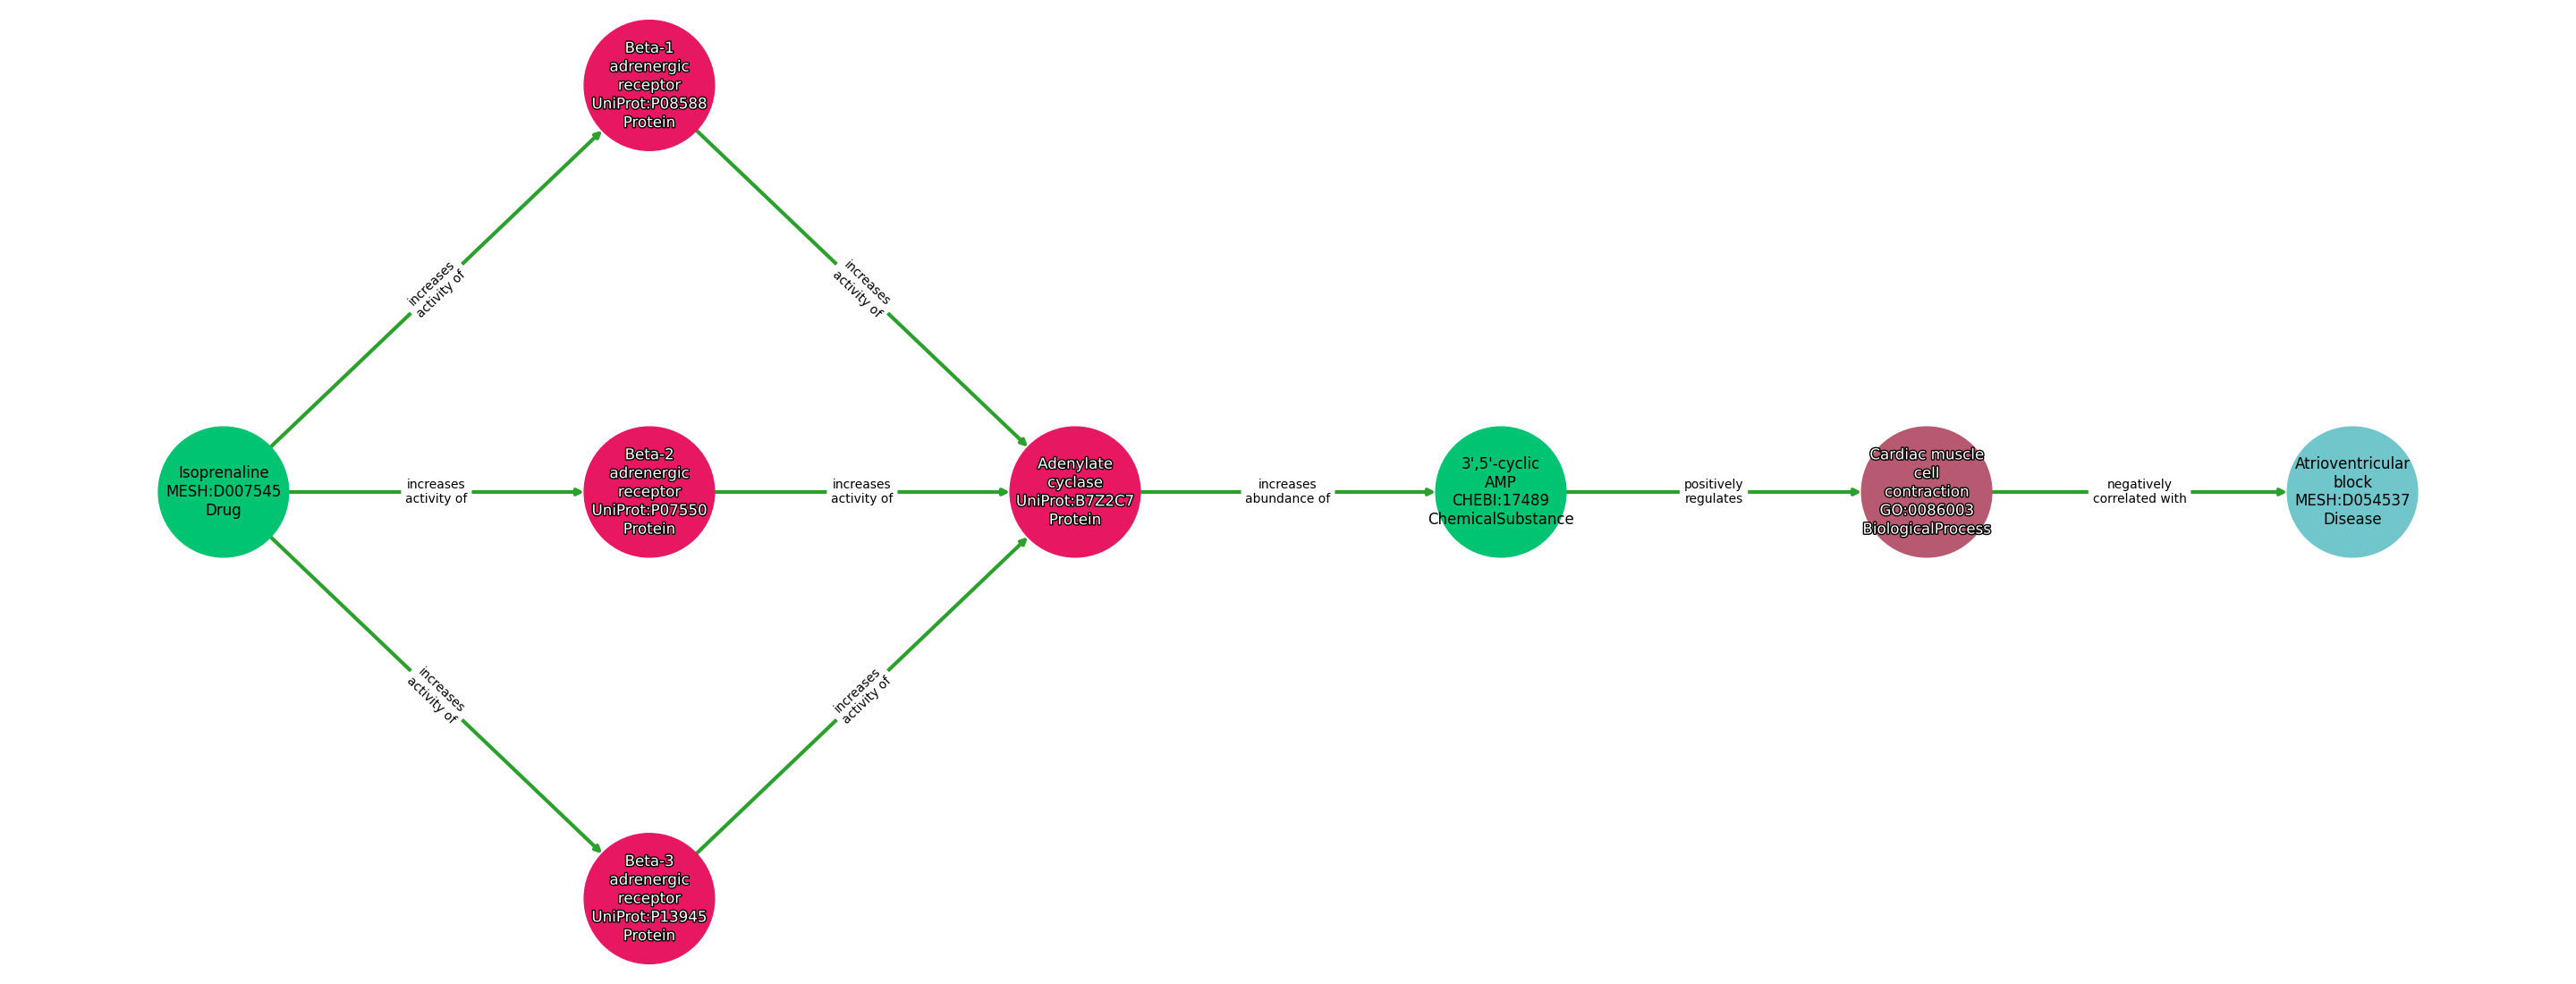 Beta-1
adrenergic
receptor
UniProt:P08588
Protein
increases
activity of
increases
activity of
Isoprenaline
MESH:D007545
Drug
increases
activity of
Beta-2
adrenergic
receptor
UniProt:P07550
Protein
increases
activity of
Adenylate
cyclase
UniProt:B7Z2C7
Protein
increases
abundance of
3',5'-cyclic
AMP
CHEBI:17489
ChemicalSubstance
positively
regulates
Cardiac muscle
cell
contraction
GO:0086003
BiologicalProcess
negatively
correlated with
Atrioventricular
block
MESH:D054537
Disease
increases
activity of
increases
activity of
Beta-3
adrenergic
receptor
UniProt:P13945
Protein